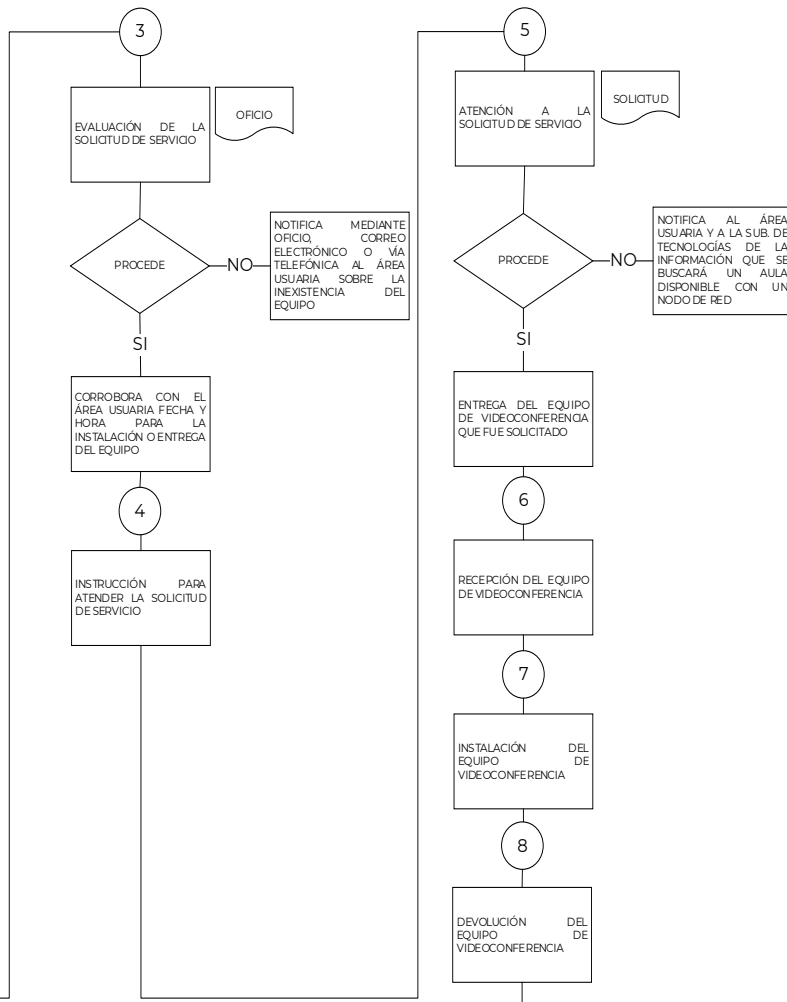 3
EVALUACIÓN DE LA
SOLICITUD DE SERVICIO
OFICIO
PROCEDE
NO
NOTIFICA MEDIANTE
OFICIO, CORREO
ELECTRÓNICO O VÍA
TELEFÓNICA AL ÁREA
USUARIA SOBRE LA
INEXISTENCIA DEL
EQUIPO
SI
CORROBORA CON EL
ÁREA USUARIA FECHA Y
HORA PARA LA
INSTALACIÓN O ENTREGA
DEL EQUIPO
4
INSTRUCCIÓN PARA
ATENDER LA SOLICITUD
DE SERVICIO
5
ATENCIÓN A LA
SOLICITUD DE SERVICIO
SOLICITUD
PROCEDE
NO
NOTIFICA AL ÁREA
USUARIA Y A LA SUB. DE
TECNOLOGÍAS DE LA
INFORMACIÓN QUE SE
BUSCARÁ UN AULA
DISPONIBLE CON UN
NODO DE RED
SI
ENTREGA DEL EQUIPO
DE VIDEOCONFERENCIA
QUE FUE SOLICITADO
6
RECEPCIÓN DEL EQUIPO
DE VIDEOCONFERENCIA
7
INSTALACIÓN DEL
EQUIPO DE
VIDEOCONFERENCIA
8
DEVOLUCIÓN DEL
EQUIPO DE
VIDEOCONFERENCIA